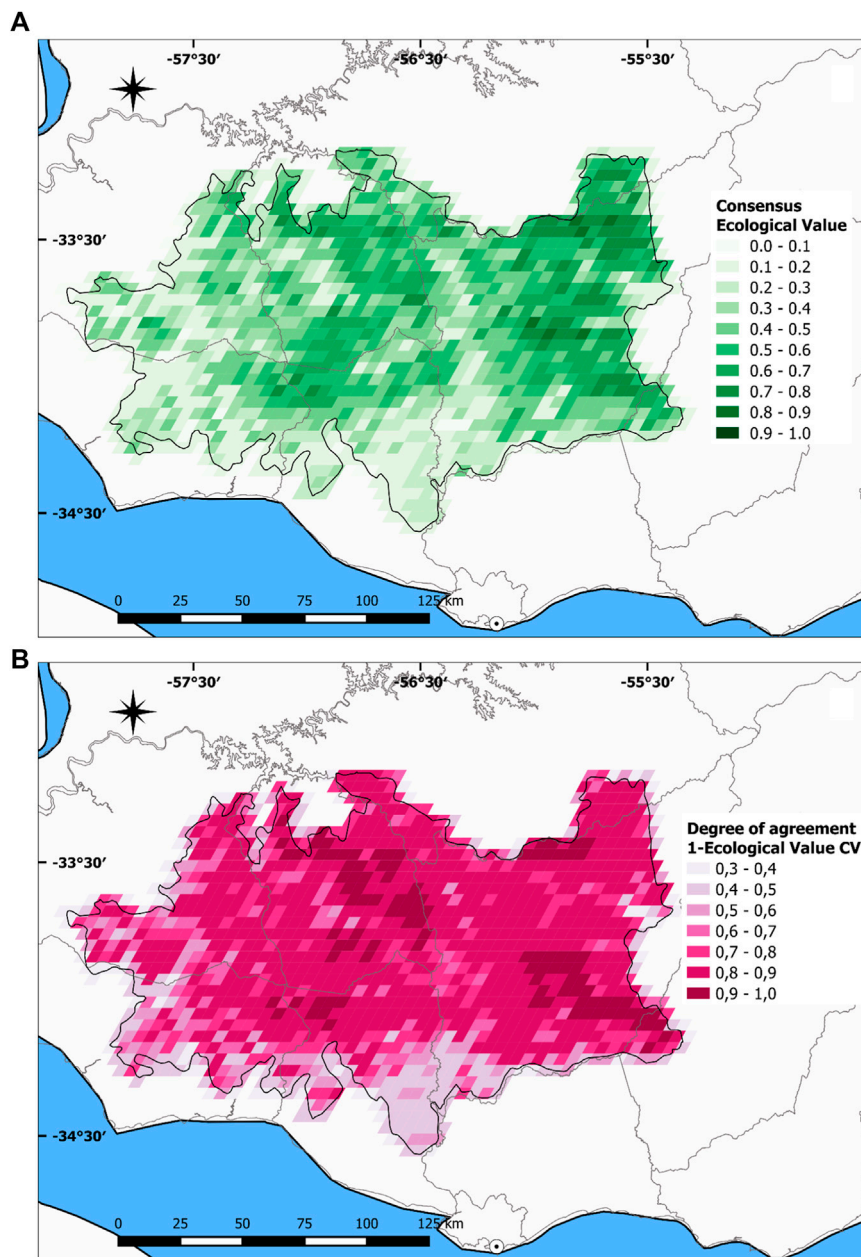 A
-57°30′ -56°30′ -55°30′
-33°30′
-34°30′
Consensus
Ecological Value
0.0 - 0.1
0.1 - 0.2
0.2 - 0.3
0.3 - 0.4
0.4 - 0.5
0.5 - 0.6
0.6 - 0.7
0.7 - 0.8
0.8 - 0.9
0.9 - 1.0
0 25 50 75 100 125 km
B
-57°30′ -56°30′ -55°30′
-33°30′
-34°30′
Degree of agreement
1-Ecological Value CV
0,3 - 0,4
0,4 - 0,5
0,5 - 0,6
0,6 - 0,7
0,7 - 0,8
0,8 - 0,9
0,9 - 1,0
0 25 50 75 100 125 km